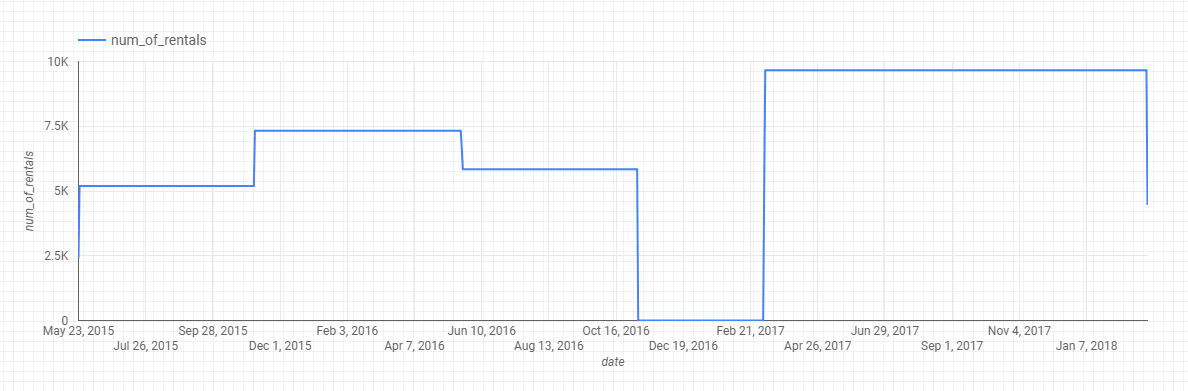 num_of_rentals
10K
7.5K
5K
2.5K
0
num_of_rentals
May 23, 2015 Sep 28, 2015 Feb 3, 2016 Jun 10, 2016 Oct 16, 2016 Feb 21, 2017 Jun 29, 2017 Nov 4, 2017
Jul 26, 2015 Dec 1, 2015 Apr 7, 2016 Aug 13, 2016 Dec 19, 2016 Apr 26, 2017 Sep 1, 2017 Jan 7, 2018
date